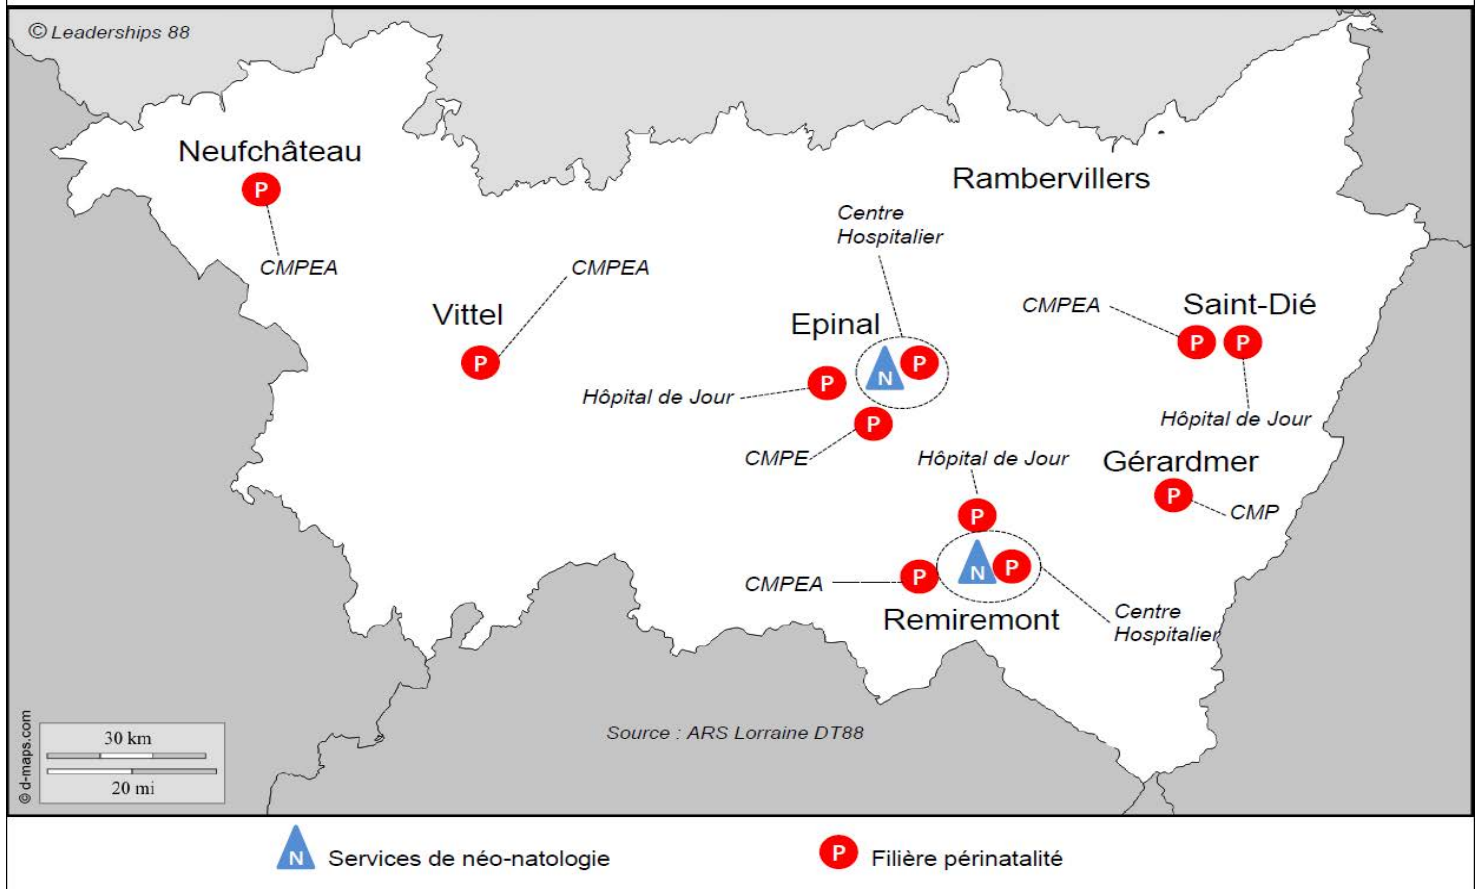 © Leaderships 88
Neufchâteau
P
CMPEA
Vittel
P
CMPEA
Rambervillers
Centre
Hospitalier
Epinal
N
P
P
Hôpital de Jour
P
CMPE
CMPEA
Saint-Dié
P
P
Hôpital de Jour
Gérardmer
P
CMP
Hôpital de Jour
P
N
P
P
CMPEA
Remiremont
Centre
Hospitalier
Source : ARS Lorraine DT88
© d-maps.com
30 km
20 mi
N Services de néo-natologie
P Filière périnatalité